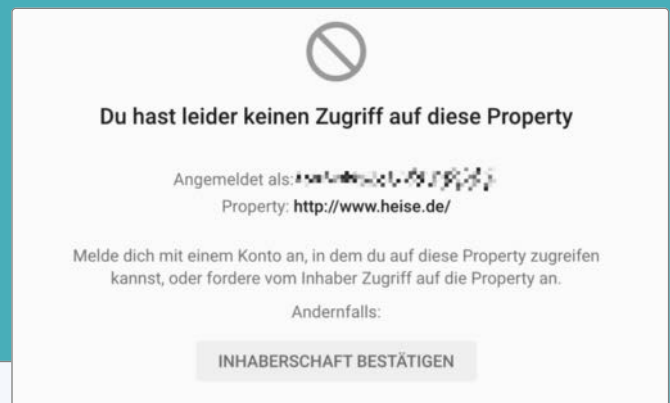 Du hast leider keinen Zugriff auf diese Property
Angemeldet als:
Property: http://www.heise.de/
Melde dich mit einem Konto an, in dem du auf diese Property zugreifen
kannst, oder fordere vom Inhaber Zugriff auf die Property an.
Andernfalls:
INHABERSCHAFT BESTÄTIGEN